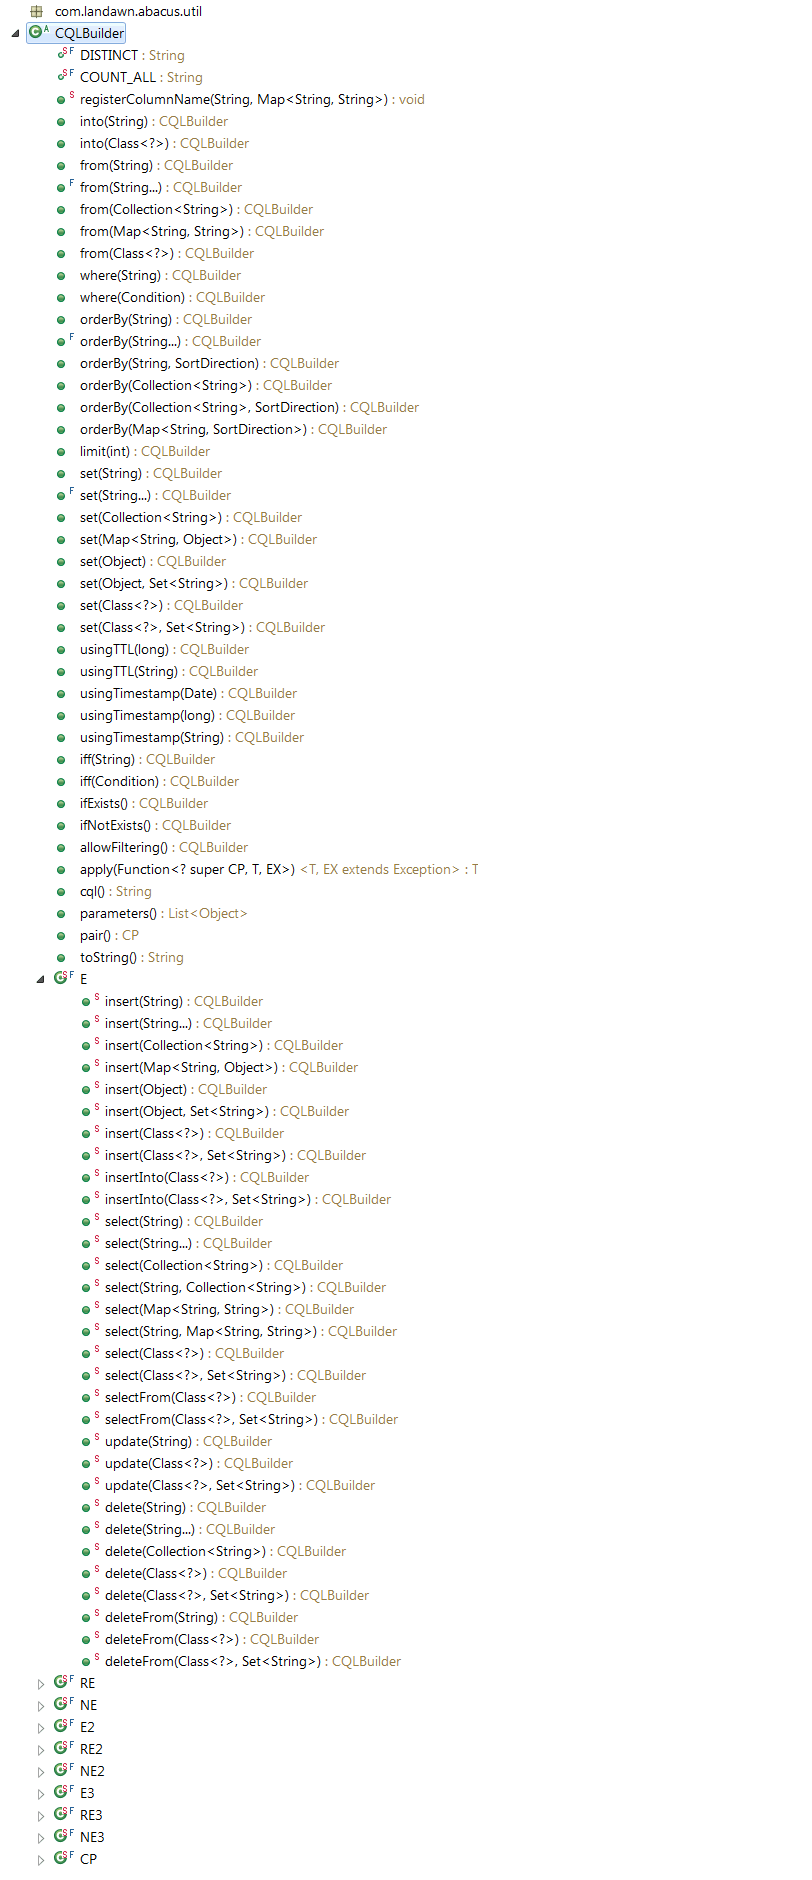 com.landawn.abacus.util
C A CQLBuilder
S F DISTINCT : String
S F COUNT_ALL : String
S registerColumnName(String, Map<String, String>) : void
into(String) : CQLBuilder
into(Class<?>) : CQLBuilder
from(String) : CQLBuilder
F from(String...) : CQLBuilder
from(Collection<String>) : CQLBuilder
from(Map<String, String>) : CQLBuilder
from(Class<?>) : CQLBuilder
where(String) : CQLBuilder
where(Condition) : CQLBuilder
orderBy(String) : CQLBuilder
F orderBy(String...) : CQLBuilder
orderBy(String, SortDirection) : CQLBuilder
orderBy(Collection<String>) : CQLBuilder
orderBy(Collection<String>, SortDirection) : CQLBuilder
orderBy(Map<String, SortDirection>) : CQLBuilder
limit(int) : CQLBuilder
set(String) : CQLBuilder
F set(String...) : CQLBuilder
set(Collection<String>) : CQLBuilder
set(Map<String, Object>) : CQLBuilder
set(Object) : CQLBuilder
set(Object, Set<String>) : CQLBuilder
set(Class<?>) : CQLBuilder
set(Class<?>, Set<String>) : CQLBuilder
usingTTL(long) : CQLBuilder
usingTTL(String) : CQLBuilder
usingTimestamp(Date) : CQLBuilder
usingTimestamp(long) : CQLBuilder
usingTimestamp(String) : CQLBuilder
iff(String) : CQLBuilder
iff(Condition) : CQLBuilder
ifExists() : CQLBuilder
ifNotExists() : CQLBuilder
allowFiltering() : CQLBuilder
apply(Function<? super CP, T, EX>) <T, EX extends Exception> : T
cql() : String
parameters() : List<Object>
pair() : CP
toString() : String
C S F E
S insert(String) : CQLBuilder
S insert(String...) : CQLBuilder
S insert(Collection<String>) : CQLBuilder
S insert(Map<String, Object>) : CQLBuilder
S insert(Object) : CQLBuilder
S insert(Object, Set<String>) : CQLBuilder
S insert(Class<?>) : CQLBuilder
S insert(Class<?>, Set<String>) : CQLBuilder
S insertInto(Class<?>) : CQLBuilder
S insertInto(Class<?>, Set<String>) : CQLBuilder
S select(String) : CQLBuilder
S select(String...) : CQLBuilder
S select(Collection<String>) : CQLBuilder
S select(String, Collection<String>) : CQLBuilder
S select(Map<String, String>) : CQLBuilder
S select(String, Map<String, String>) : CQLBuilder
S select(Class<?>) : CQLBuilder
S select(Class<?>, Set<String>) : CQLBuilder
S selectFrom(Class<?>) : CQLBuilder
S selectFrom(Class<?>, Set<String>) : CQLBuilder
S update(String) : CQLBuilder
S update(Class<?>) : CQLBuilder
S update(Class<?>, Set<String>) : CQLBuilder
S delete(String) : CQLBuilder
S delete(String...) : CQLBuilder
S delete(Collection<String>) : CQLBuilder
S delete(Class<?>) : CQLBuilder
S delete(Class<?>, Set<String>) : CQLBuilder
S deleteFrom(String) : CQLBuilder
S deleteFrom(Class<?>) : CQLBuilder
S deleteFrom(Class<?>, Set<String>) : CQLBuilder
C S F RE
C S F NE
C S F E2
C S F RE2
C S F NE2
C S F E3
C S F RE3
C S F NE3
C S F CP